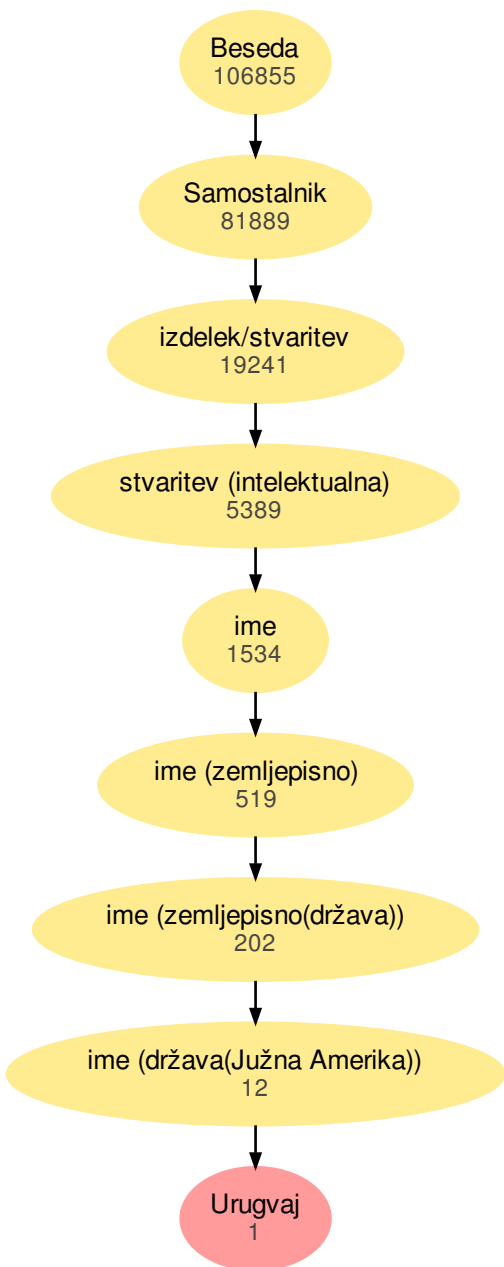 Beseda
106855
Samostalnik
81889
izdelek/stvaritev
19241
stvaritev (intelektualna)
5389
ime
1534
ime (zemljepisno)
519
ime (zemljepisno(država))
202
ime (država(Južna Amerika))
12
Urugvaj
1